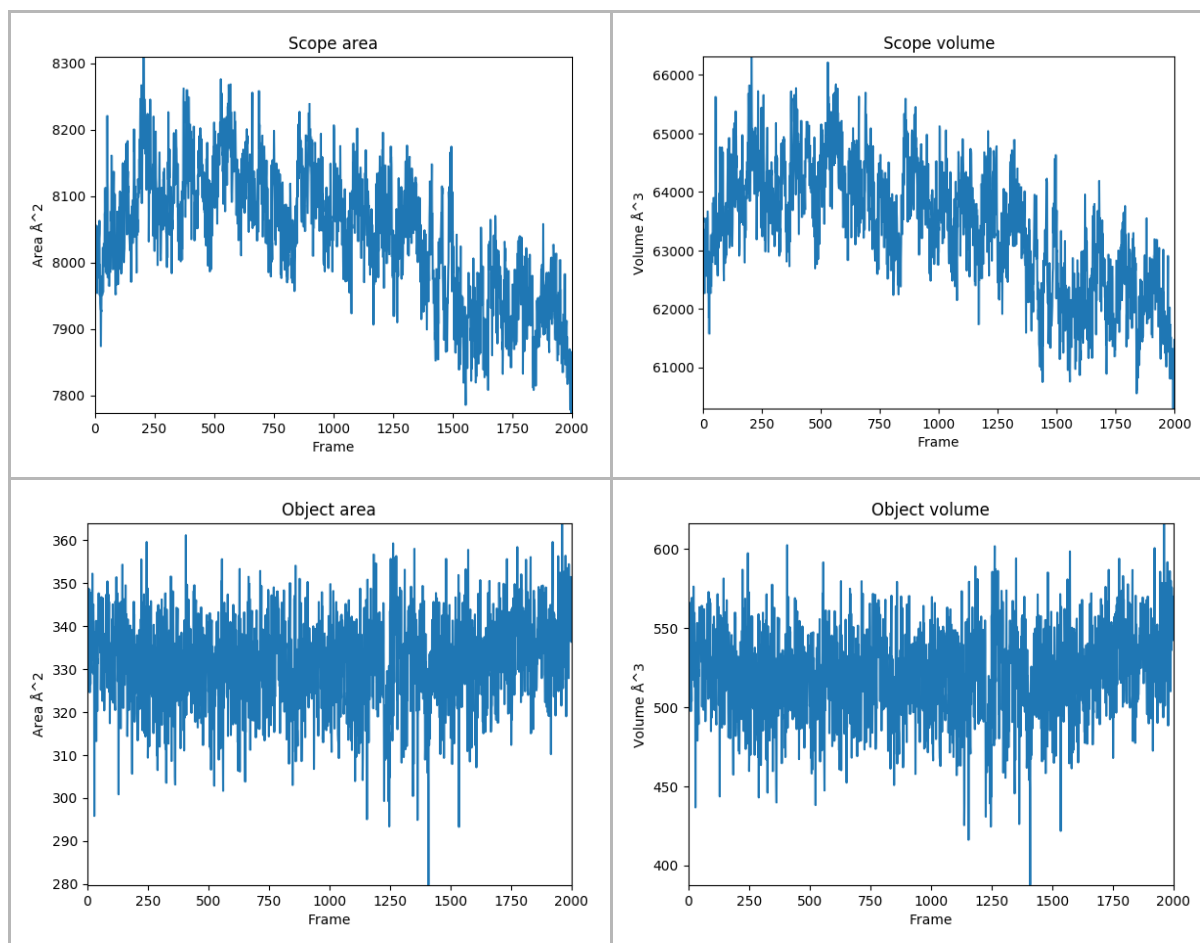 Scope area
8300
8200
8100
8000
7900
7800
Area Å^2
0 250 500 750 1000 1250 1500 1750 2000
Frame
Scope volume
66000
65000
64000
63000
62000
61000
Volume Å^3
0 250 500 750 1000 1250 1500 1750 2000
Frame
Object area
360
350
340
330
320
310
300
290
280
Area Å^2
0 250 500 750 1000 1250 1500 1750 2000
Frame
Object volume
600
550
500
450
400
Volume Å^3
0 250 500 750 1000 1250 1500 1750 2000
Frame